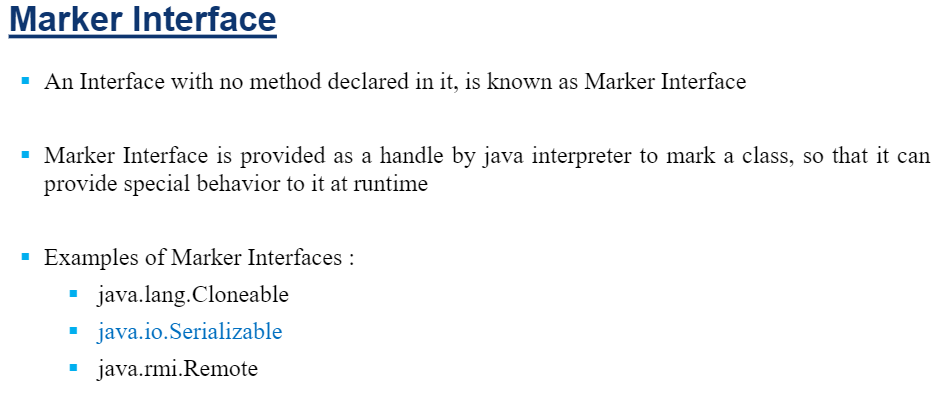 Marker Interface
An Interface with no method declared in it, is known as Marker Interface
Marker Interface is provided as a handle by java interpreter to mark a class, so that it can
provide special behavior to it at runtime
Examples of Marker Interfaces :
java.lang.Cloneable
java.io.Serializable
java.rmi.Remote